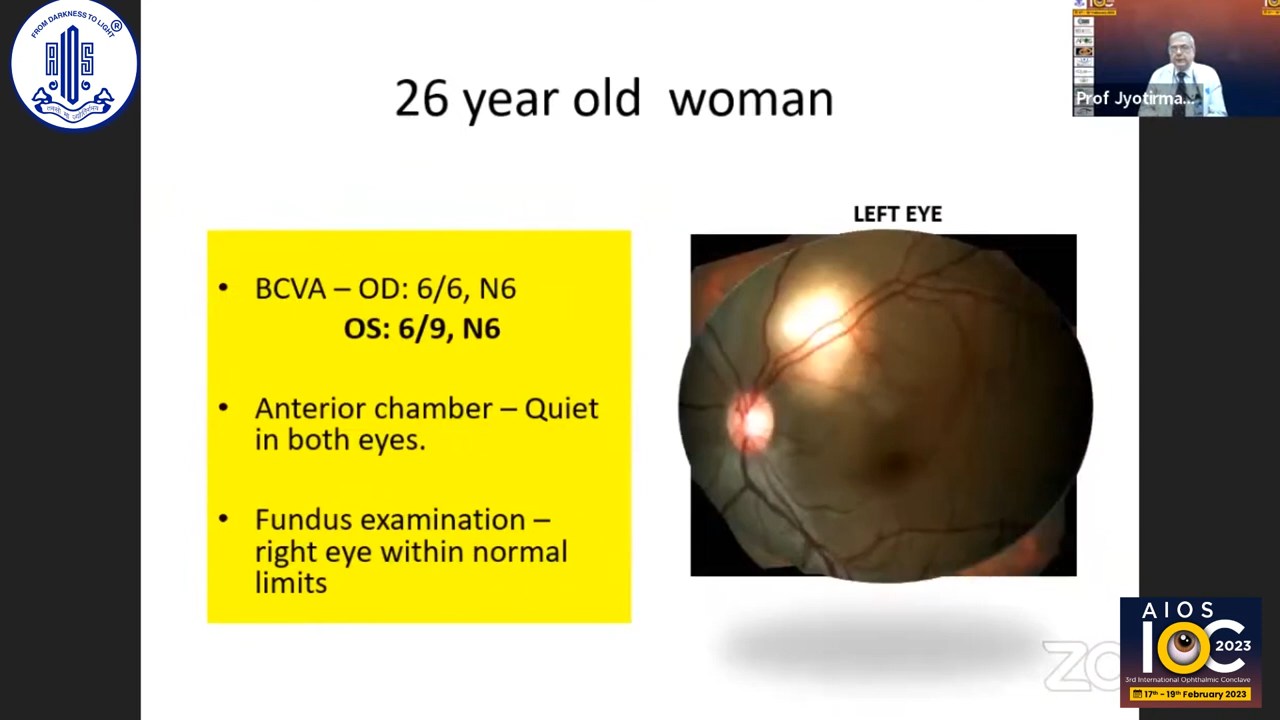 FROM DARKNESS TO LIGHT
®
AIOS
26 year old woman
Prof Jyotirma...
LEFT EYE
• BCVA – OD: 6/6, N6
OS: 6/9, N6
• Anterior chamber – Quiet
in both eyes.
• Fundus examination –
right eye within normal
limits
AIOS
IOC
2023
3rd International Ophthalmic Conclave
17th - 19th February 2023